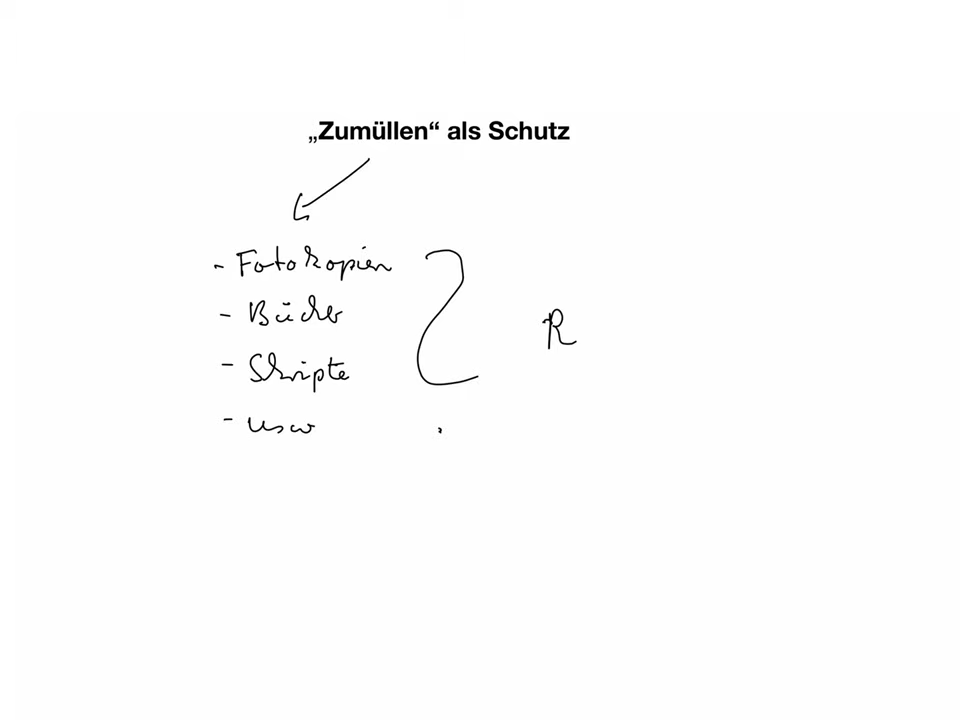 „Zumüllen“ als Schutz
- Fotokopien
- Bücher
- Skripte
- usw
R